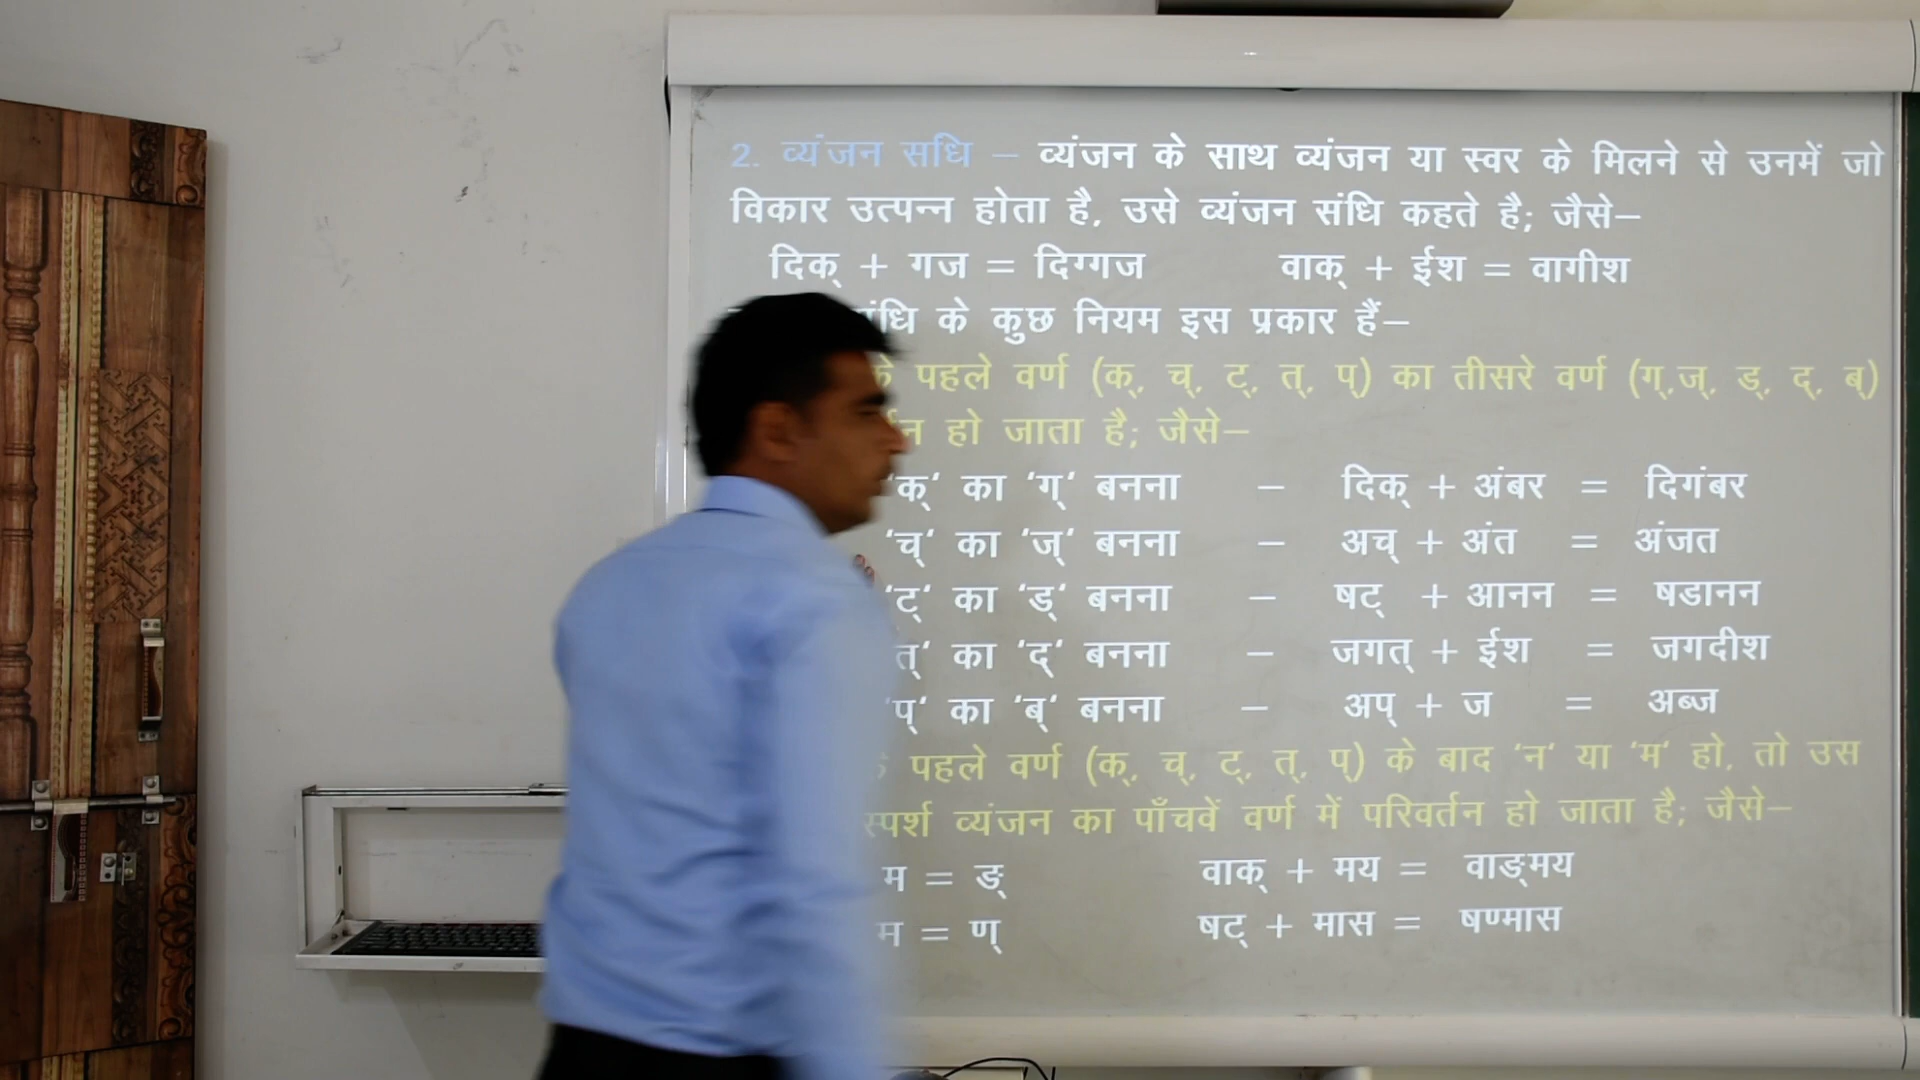 2. व्यंजन सधि – व्यंजन के साथ व्यंजन या स्वर के मिलने से उनमें जो
विकार उत्पन्न होता है, उसे व्यंजन संधि कहते है; जैसे–
दिक् + गज = दिग्गज वाक् + ईश = वागीश
के कुछ नियम इस प्रकार हैं–
पहले वर्ण (क्, च्, ट्, त्, प्) का तीसरे वर्ण (ग्,ज्, ड्, द्, ब्)
हो जाता है; जैसे–
'क्' का 'ग्' बनना – दिक् + अंबर = दिगंबर
'च्' का 'ज्' बनना – अच् + अंत = अंजत
'ट्' का 'ड्' बनना – षट् + आनन = षडानन
त्' का 'द्' बनना – जगत् + ईश = जगदीश
'प्' का 'ब्' बनना – अप् + ज = अब्ज
पहले वर्ण (क्, च्, ट्, त्, प्) के बाद 'न' या 'म' हो, तो उस
स्पर्श व्यंजन का पाँचवें वर्ण में परिवर्तन हो जाता है; जैसे–
म = ङ् वाक् + मय = वाङ्मय
म = ण् षट् + मास = षण्मास